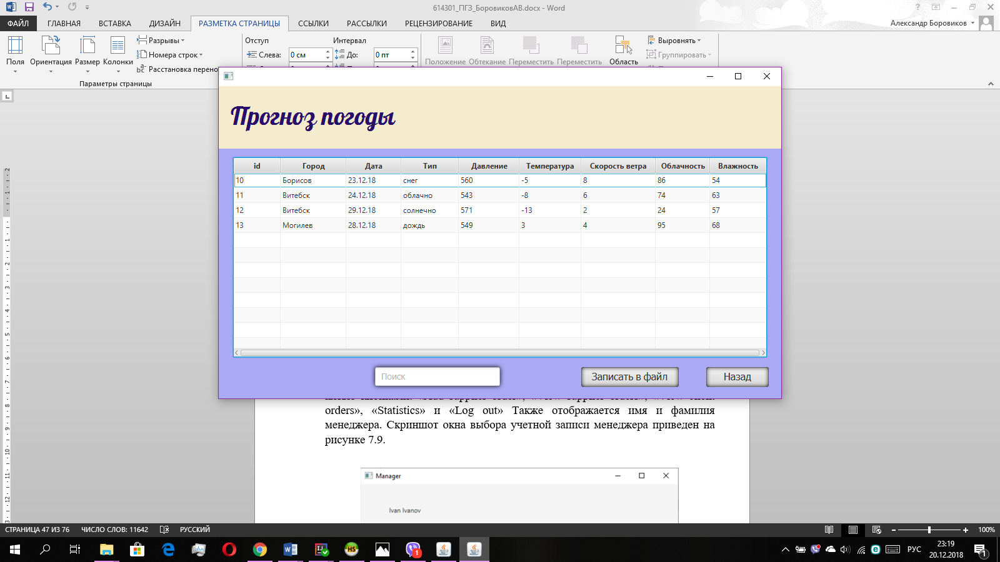 614301_ПГЗ_БоровиковАВ.docx - Word
ФАЙЛ ГЛАВНАЯ ВСТАВКА ДИЗАЙН РАЗМЕТКА СТРАНИЦЫ ССЫЛКИ РАССЫЛКИ РЕЦЕНЗИРОВАНИЕ ВИД Александр Боровиков
Поля Ориентация Размер Колонки
Разрывы
Номера строк
Расстановка перено
Параметры страницы
Отступ Интервал
Слева: 0 см До: 0 пт
Положение Обтекание Переместить Переместить Область
Выровнять
Группировать
Прогноз погоды
id Город Дата Тип Давление Температура Скорость ветра Облачность Влажность
10 Борисов 23.12.18 снег 560 -5 8 86 54
11 Витебск 24.12.18 облачно 543 -8 6 74 63
12 Витебск 29.12.18 солнечно 571 -13 2 24 57
13 Могилев 28.12.18 дождь 549 3 4 95 68
Поиск Записать в файл Назад
orders», «Statistics» и «Log out» Также отображается имя и фамилия
менеджера. Скриншот окна выбора учетной записи менеджера приведен на
рисунке 7.9.
Manager
Ivan Ivanov
СТРАНИЦА 47 ИЗ 76 ЧИСЛО СЛОВ: 11642 РУССКИЙ 100%
РУС 23:19
20.12.2018